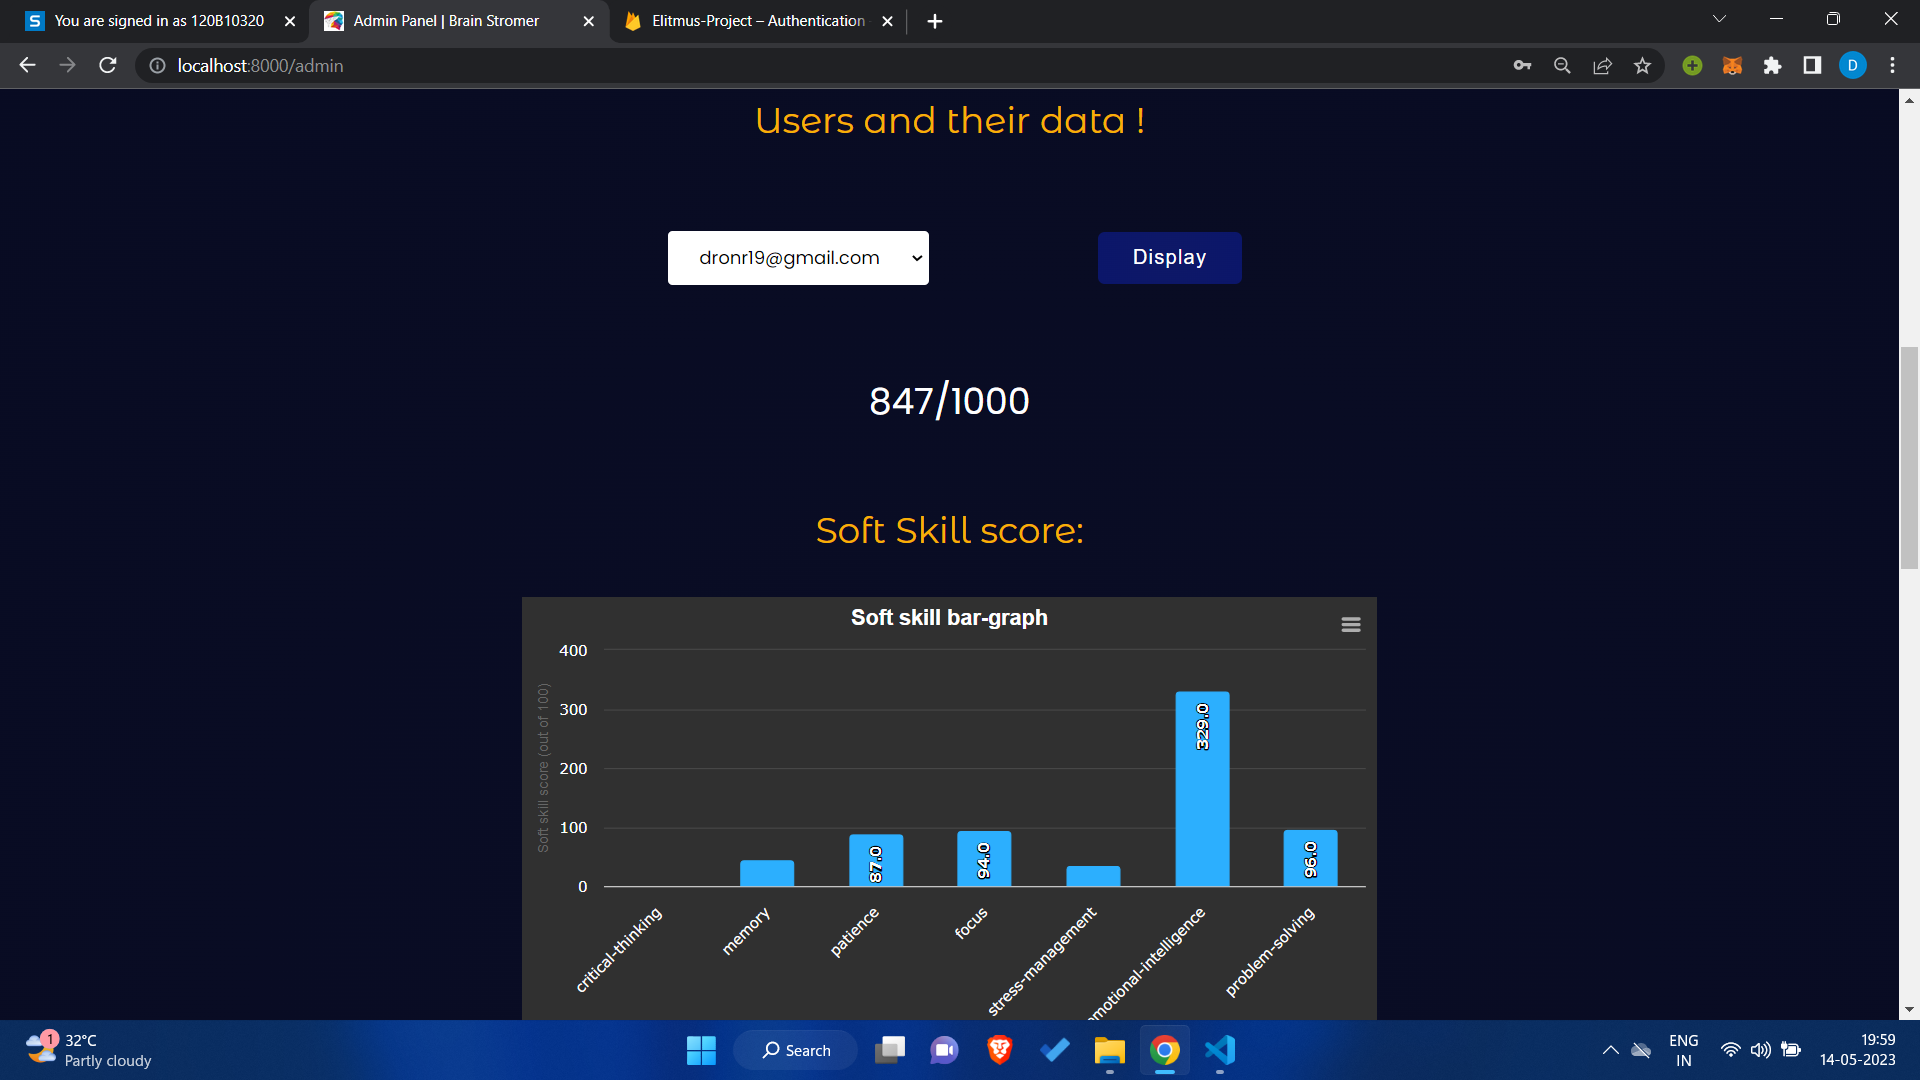 You are signed in as 120B10320
Admin Panel | Brain Stromer
Elitmus-Project – Authentication
localhost:8000/admin
D
Users and their data !
dronr19@gmail.com
Display
847/1000
Soft Skill score:
Soft skill bar-graph
Soft skill score (out of 100)
400
300
200
100
0
87.0
94.0
329.0
96.0
critical-thinking
memory
patience
focus
stress-management
motional-intelligence
problem-solving
1
32°C
Partly cloudy
Search
ENG
IN
19:59
14-05-2023